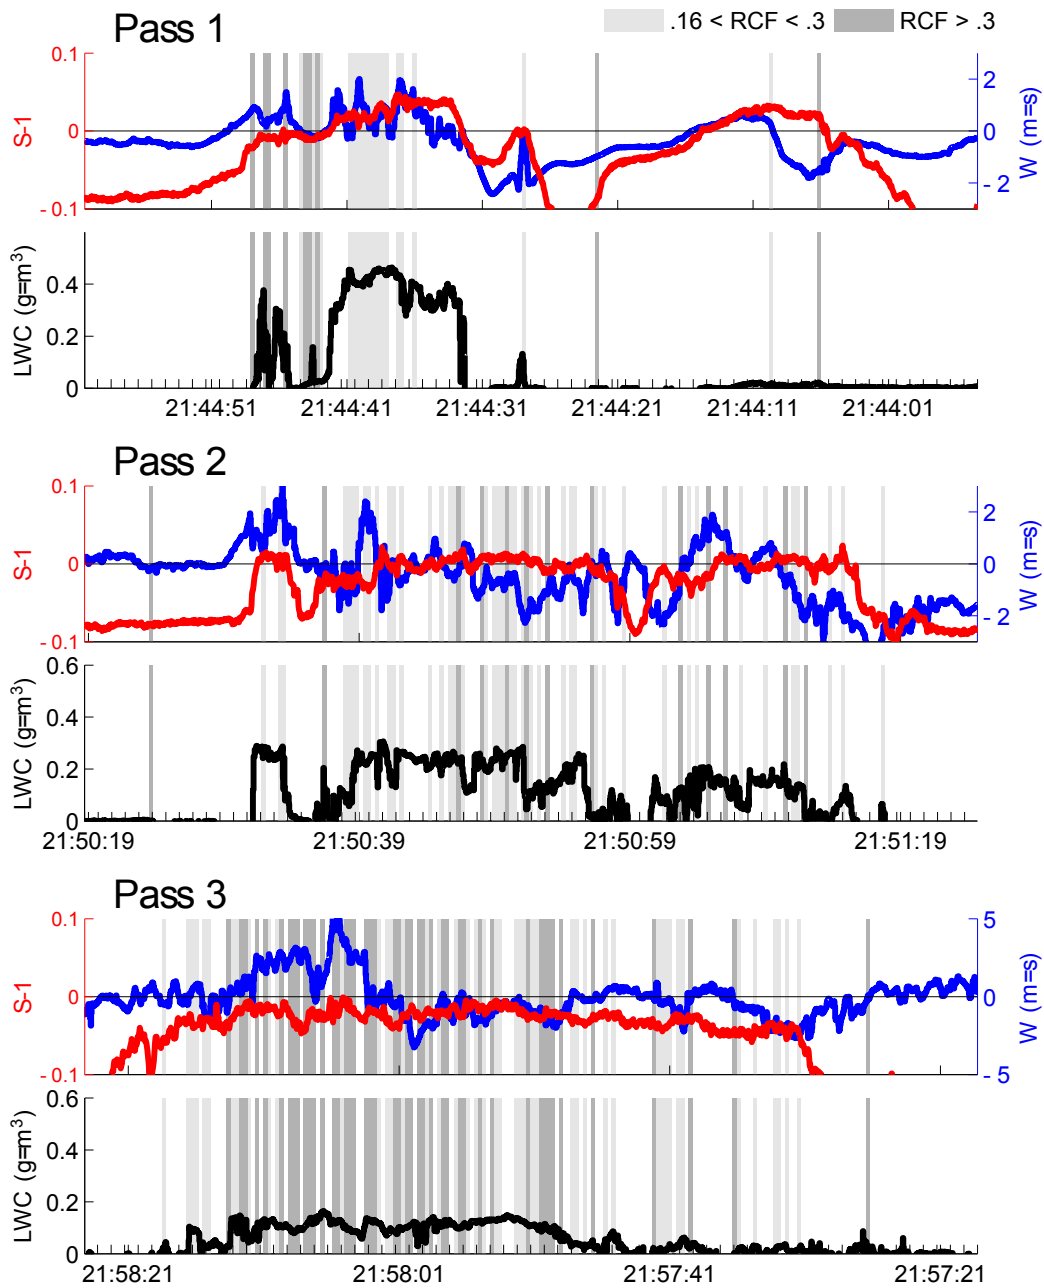 Pass 1
.16 < RCF < .3 RCF > .3
0.1
0
- 0.1
S-1
2
0
- 2
W (m=s)
0.4
0.2
0
LWC (g=m³)
21:44:51 21:44:41 21:44:31 21:44:21 21:44:11 21:44:01
Pass 2
0.1
0
- 0.1
S-1
2
0
- 2
W (m=s)
0.6
0.4
0.2
0
LWC (g=m³)
21:50:19 21:50:39 21:50:59 21:51:19
Pass 3
0.1
0
- 0.1
S-1
5
0
- 5
W (m=s)
0.6
0.4
0.2
0
LWC (g=m³)
21:58:21 21:58:01 21:57:41 21:57:21